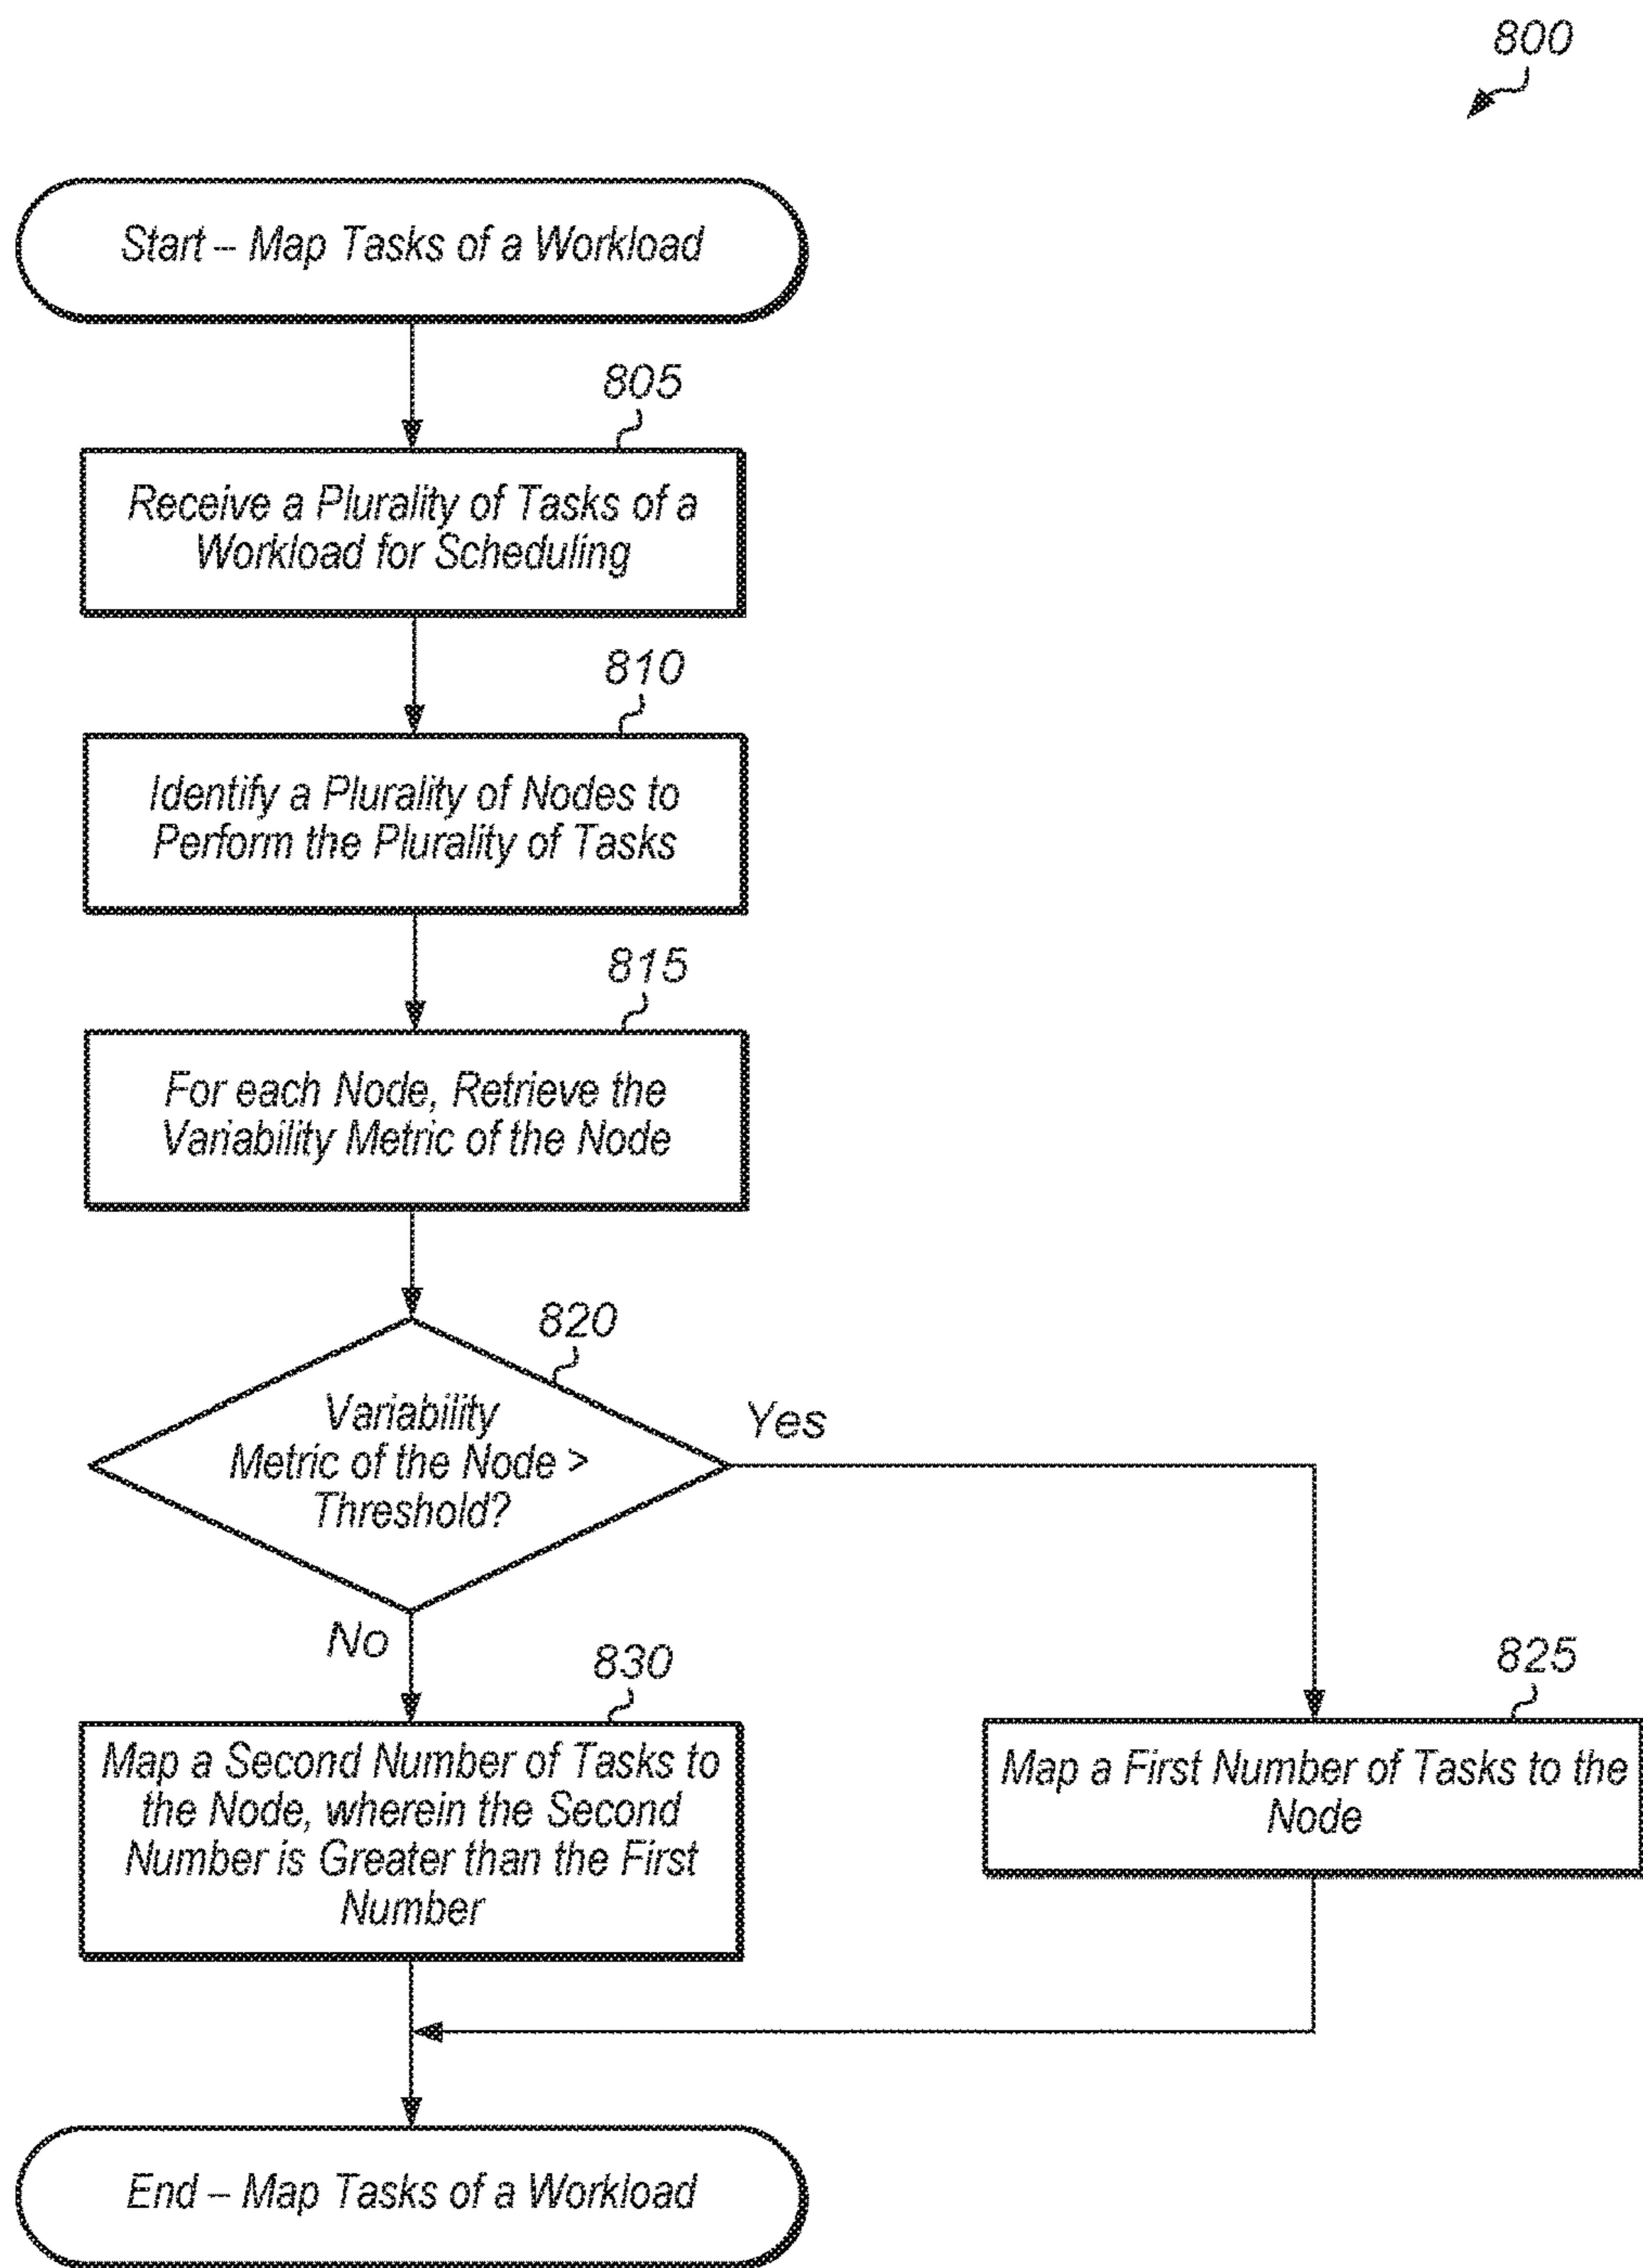 800
Start – Map Tasks of a Workload
805
Receive a Plurality of Tasks of a
Workload for Scheduling
810
Identify a Plurality of Nodes to
Perform the Plurality of Tasks
815
For each Node, Retrieve the
Variability Metric of the Node
820
Variability
Metric of the Node >
Threshold?
Yes
No
830
Map a Second Number of Tasks to
the Node, wherein the Second
Number is Greater than the First
Number
825
Map a First Number of Tasks to the
Node
End – Map Tasks of a Workload